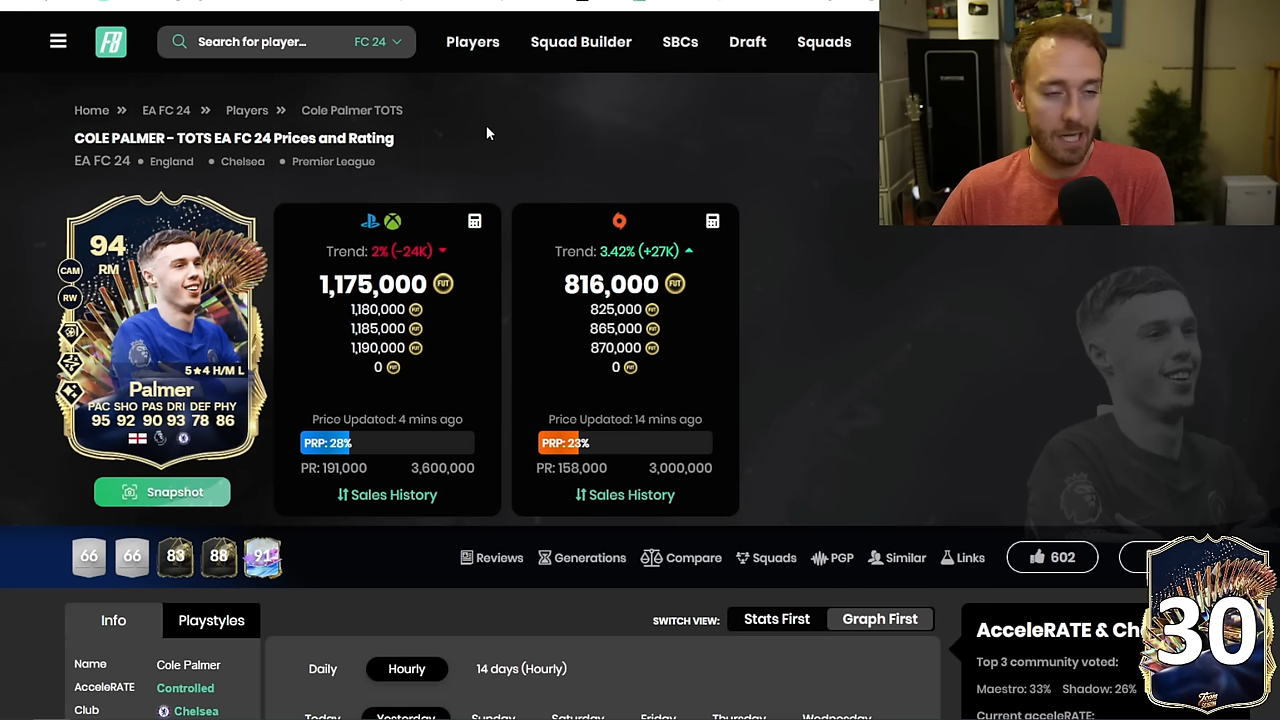 FB
Search for player...
FC 24
Players
Squad Builder
SBCs
Draft
Squads
Home » EA FC 24 » Players » Cole Palmer TOTS
COLE PALMER - TOTS EA FC 24 Prices and Rating
EA FC 24 • England • Chelsea • Premier League
94
RM
CAM
RW
5★4 H/M L
Palmer
PAC SHO PAS DRI DEF PHY
95 92 90 93 78 86
Snapshot
Trend: 2% (-24K)
1,175,000 FUT
1,180,000
1,185,000
1,190,000
0
Price Updated: 4 mins ago
PRP: 28%
PR: 191,000 3,600,000
Sales History
Trend: 3.42% (+27K)
816,000 FUT
825,000
865,000
870,000
0
Price Updated: 14 mins ago
PRP: 23%
PR: 158,000 3,000,000
Sales History
66
66
83
88
91
Reviews
Generations
Compare
Squads
PGP
Similar
Links
602
Info
Playstyles
SWITCH VIEW:
Stats First
Graph First
Name Cole Palmer
AcceleRATE Controlled
Club Chelsea
Daily
Hourly
14 days (Hourly)
Today
Yesterday
Sunday
Saturday
Friday
Thursday
Wednesday
AcceleRATE & Ch
Top 3 community voted:
Maestro: 33% Shadow: 26%
Current acceleRATE:
30